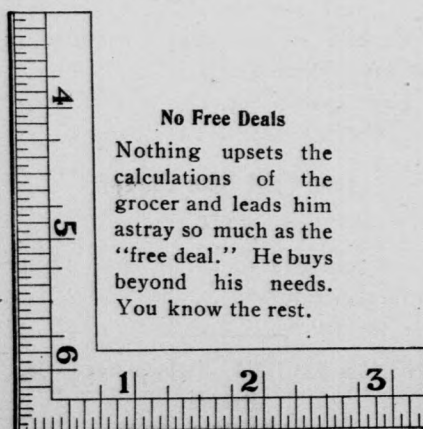 No Free Deals
Nothing upsets the
calculations of the
grocer and leads him
astray so much as the
“free deal.” He buys
beyond his needs.
You know the rest.
4
5
6
1 2 3